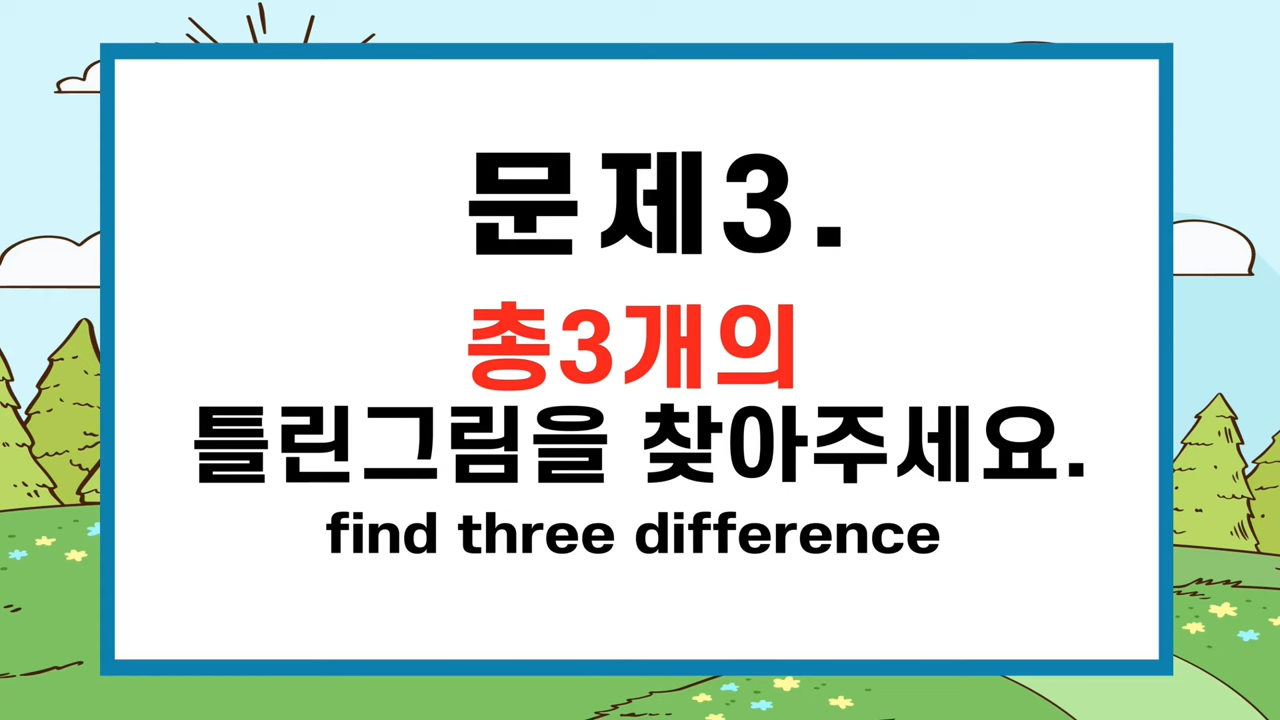 문제3.
총3개의
틀린그림을 찾아주세요.
find three difference